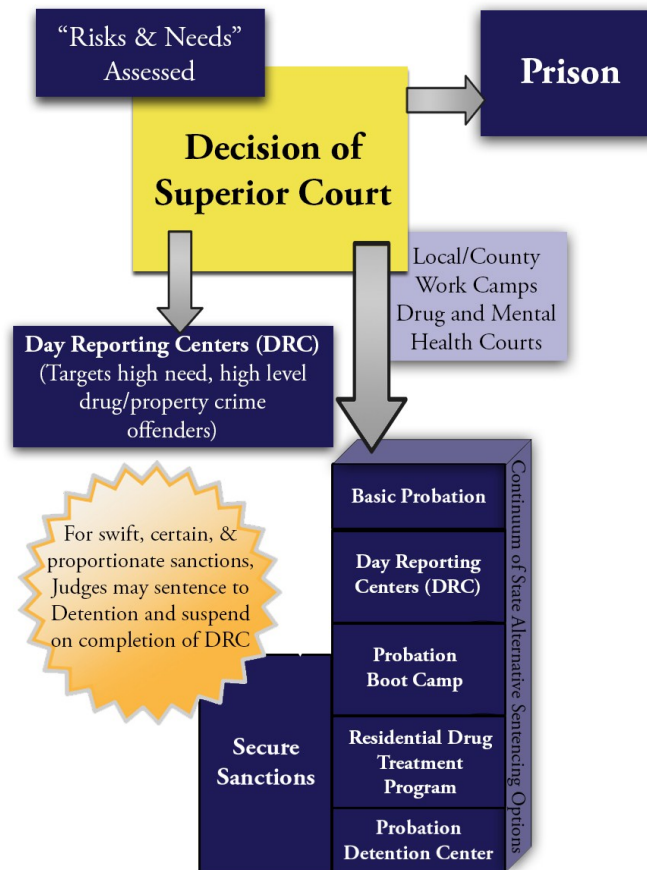 “Risks & Needs”
Assessed
Prison
Decision of
Superior Court
Local/County
Work Camps
Drug and Mental
Health Courts
Day Reporting Centers (DRC)
(Targets high need, high level
drug/property crime
offenders)
For swift, certain, &
proportionate sanctions,
Judges may sentence to
Detention and suspend
on completion of DRC
Basic Probation
Day Reporting
Centers (DRC)
Probation
Boot Camp
Residential Drug
Treatment
Program
Probation
Detention Center
Secure
Sanctions
Continuum of State Alternative Sentencing Options